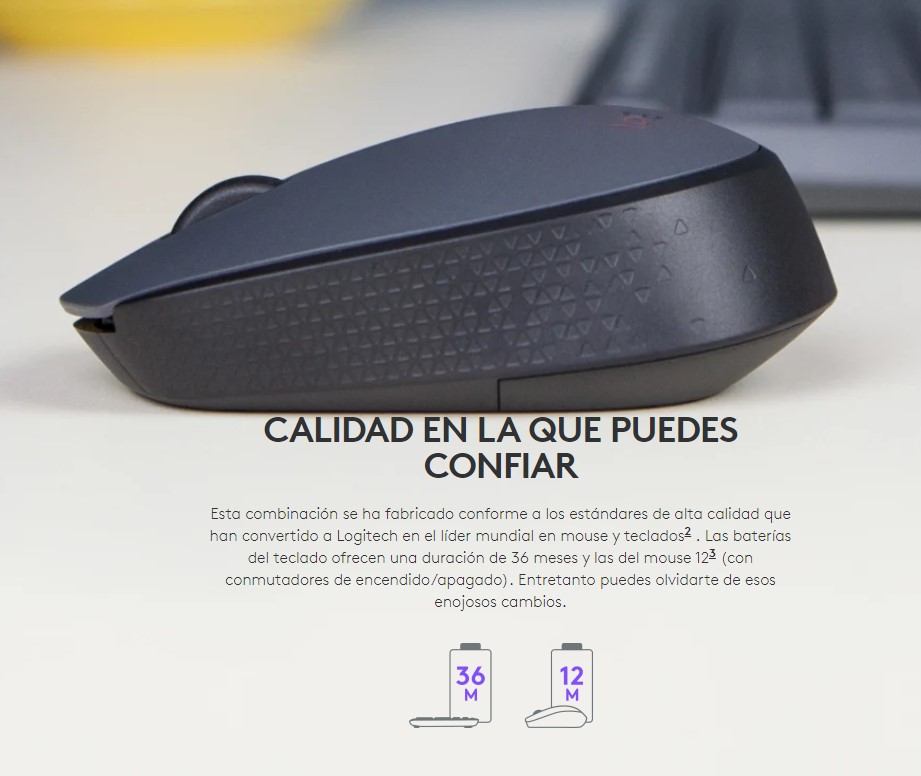 CALIDAD EN LA QUE PUEDES
CONFIAR
Esta combinación se ha fabricado conforme a los estándares de alta calidad que
han convertido a Logitech en el líder mundial en mouse y teclados² . Las baterías
del teclado ofrecen una duración de 36 meses y las del mouse 12³ (con
conmutadores de encendido/apagado). Entretanto puedes olvidarte de esos
enojosos cambios.
36
M
12
M